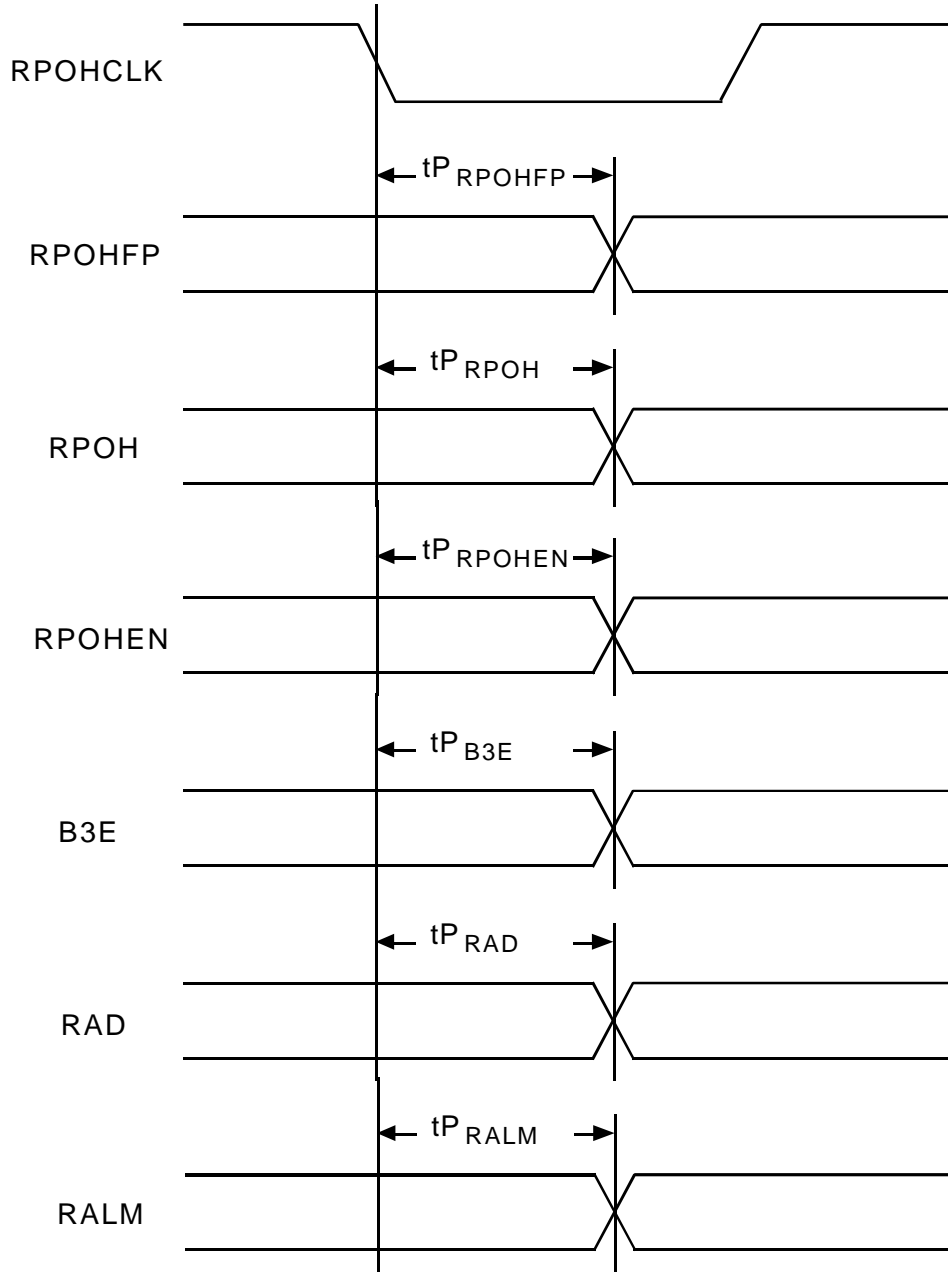 RPOHCLK
tP RPOHFP
RPOHFP
tP RPOH
RPOH
tP RPOHEN
RPOHEN
tP B3E
B3E
tP RAD
RAD
tP RALM
RALM